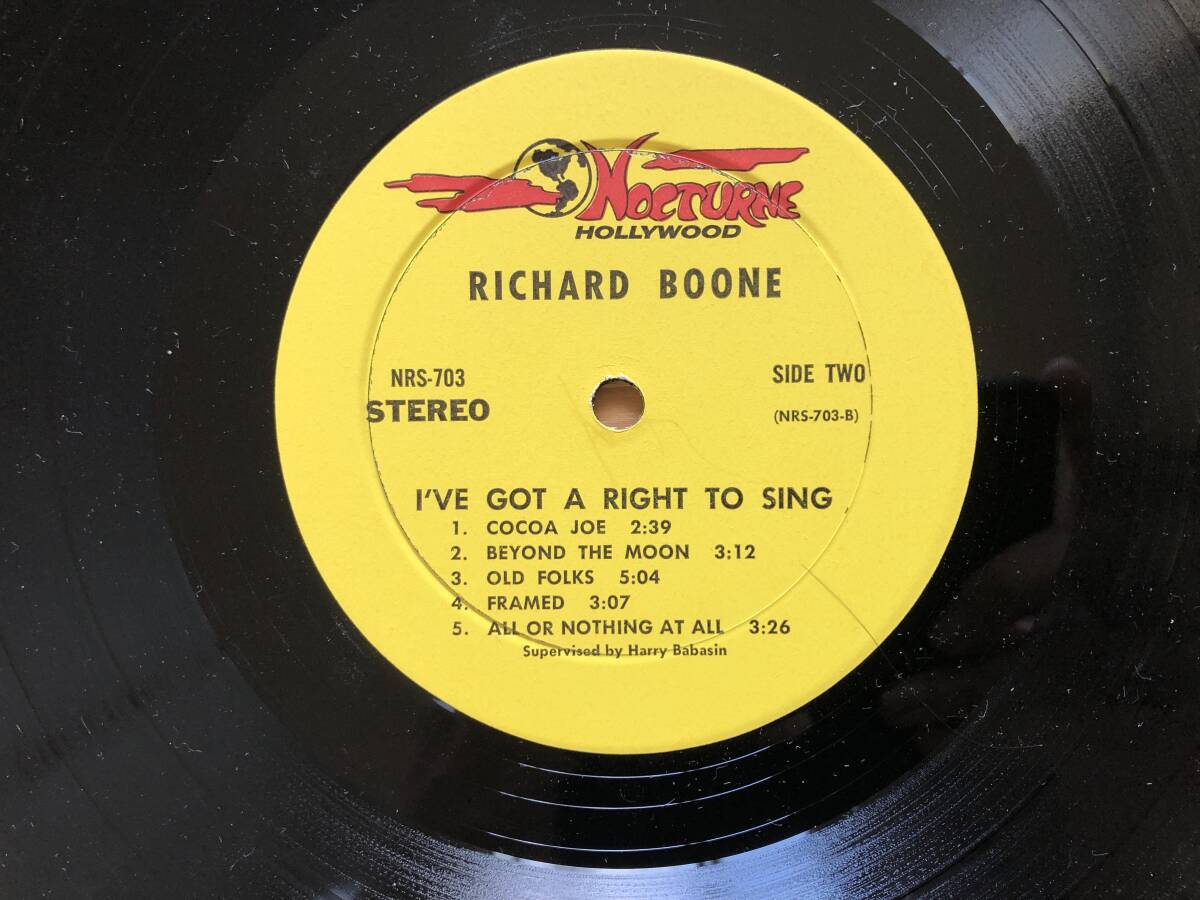 NOCTURNE
HOLLYWOOD
RICHARD BOONE
NRS-703
SIDE TWO
STEREO
(NRS-703-B)
I'VE GOT A RIGHT TO SING
1. COCOA JOE 2:39
2. BEYOND THE MOON 3:12
3. OLD FOLKS 5:04
4. FRAMED 3:07
5. ALL OR NOTHING AT ALL 3:26
Supervised by Harry Babasin